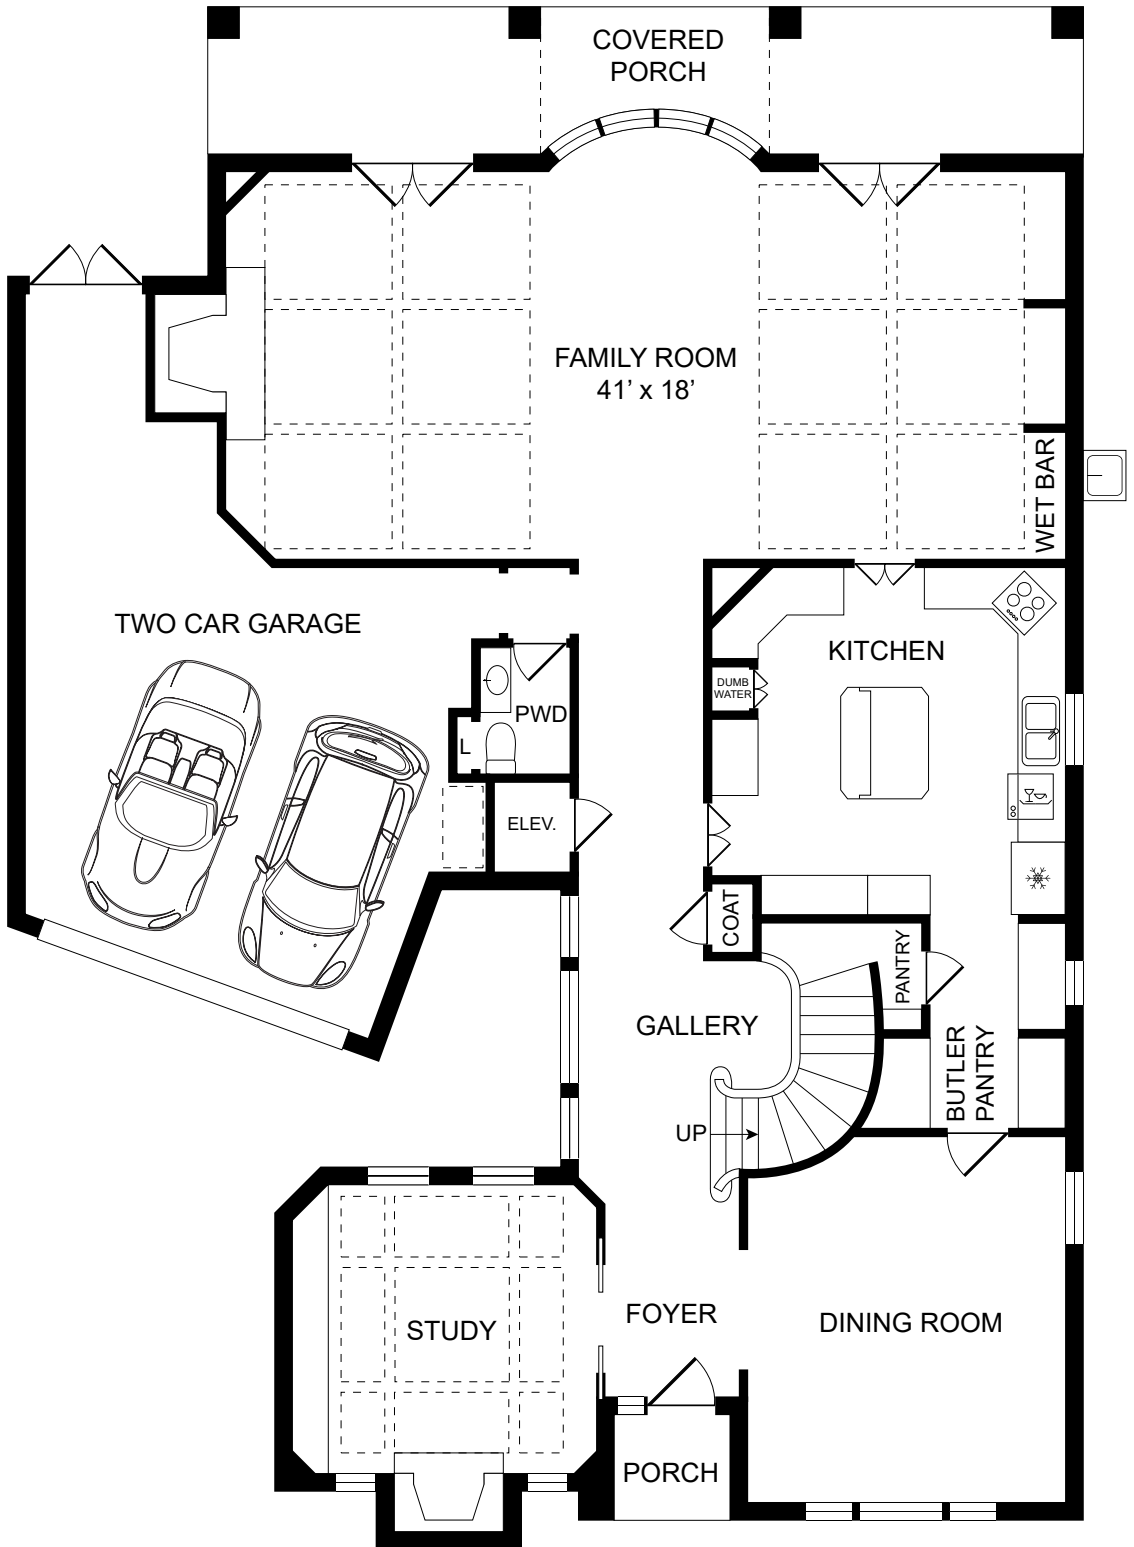 COVERED
PORCH
FAMILY ROOM
41’ x 18’
WET BAR
TWO CAR GARAGE
KITCHEN
DUMB
WATER
PWD
L
ELEV.
COAT
PANTRY
GALLERY
BUTLER
PANTRY
UP
FOYER
DINING ROOM
STUDY
PORCH